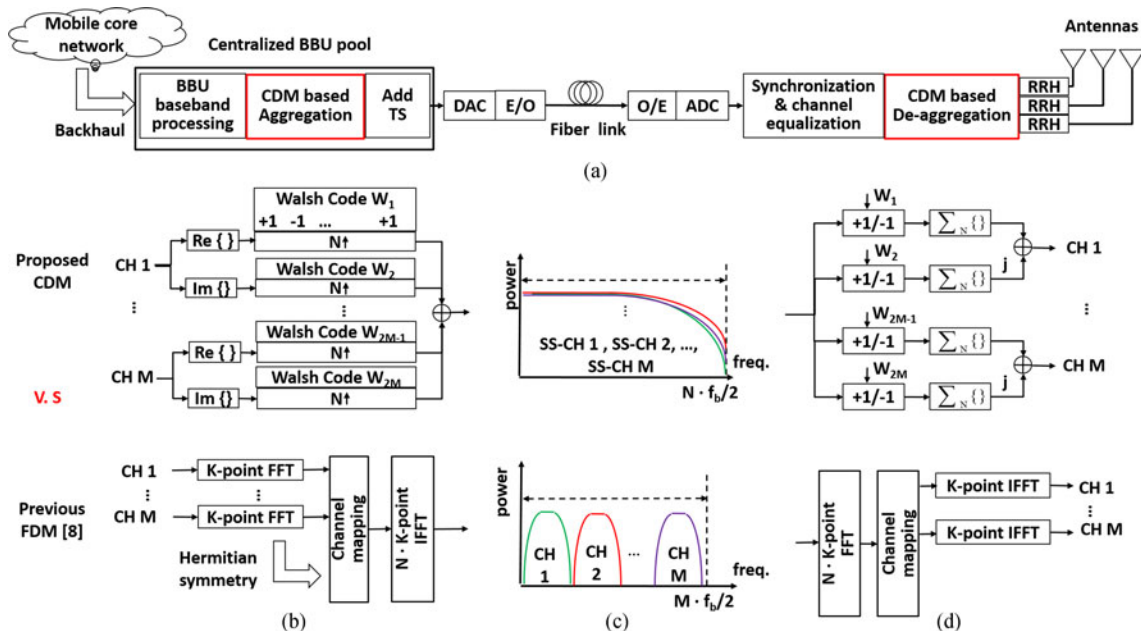 Mobile core
network
Backhaul
Centralized BBU pool
BBU
baseband
processing
CDM based
Aggregation
Add
TS
DAC
E/O
Fiber link
O/E
ADC
Synchronization
& channel
equalization
CDM based
De-aggregation
RRH
RRH
RRH
Antennas
(a)
Proposed
CDM
CH 1
...
CH M
V. S
Re { }
Im {}
Re { }
Im {}
Walsh Code W1
+1 -1 ... +1
N↑
Walsh Code W2
N↑
...
Walsh Code W2M-1
N↑
Walsh Code W2M
N↑
power
...
SS-CH 1 , SS-CH 2, ...,
SS-CH M
freq.
N · fb/2
W1
+1/-1
∑N {}
W2
+1/-1
∑N {}
j
CH 1
...
W2M-1
+1/-1
∑N {}
W2M
+1/-1
∑N {}
j
CH M
Previous
FDM [8]
CH 1
...
CH M
K-point FFT
...
K-point FFT
Hermitian
symmetry
Channel
mapping
N · K-point
IFFT
(b)
power
CH
1
CH
2
...
CH
M
freq.
M · fb/2
(c)
N · K-point
FFT
Channel
mapping
K-point IFFT
...
K-point IFFT
CH 1
...
CH M
(d)